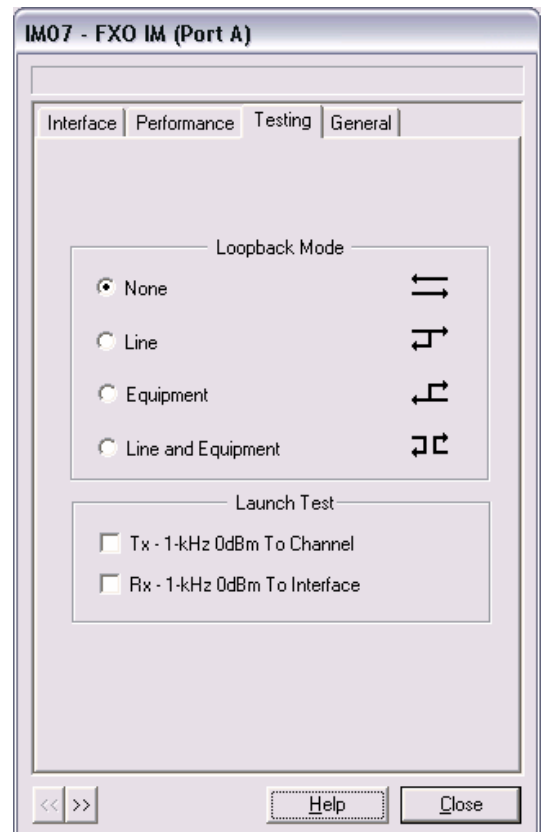 IM07 - FXO IM (Port A)
Interface Performance Testing General
Loopback Mode
None
Line
Equipment
Line and Equipment
Launch Test
Tx - 1-kHz 0dBm To Channel
Rx - 1-kHz 0dBm To Interface
<< >> Help Close